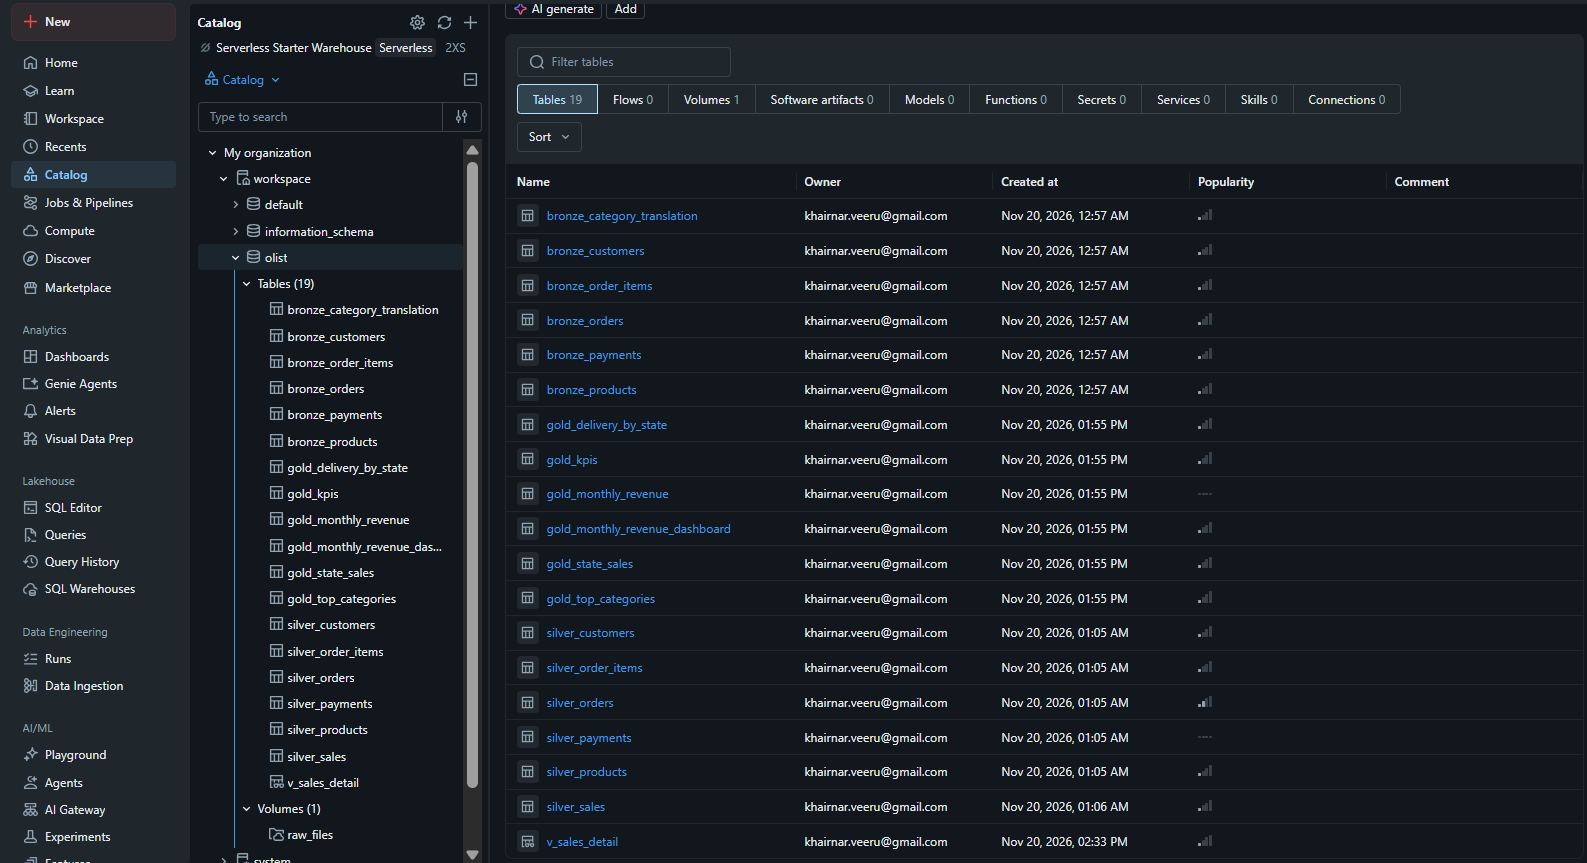 New
Home
Learn
Workspace
Recents
Catalog
Jobs & Pipelines
Compute
Discover
Marketplace
Analytics
Dashboards
Genie Agents
Alerts
Visual Data Prep
Lakehouse
SQL Editor
Queries
Query History
SQL Warehouses
Data Engineering
Runs
Data Ingestion
AI/ML
Playground
Agents
AI Gateway
Experiments
Features
Catalog
Serverless Starter Warehouse Serverless 2XS
Catalog
Type to search
My organization
workspace
default
information_schema
olist
Tables (19)
bronze_category_translation
bronze_customers
bronze_order_items
bronze_orders
bronze_payments
bronze_products
gold_delivery_by_state
gold_kpis
gold_monthly_revenue
gold_monthly_revenue_das...
gold_state_sales
gold_top_categories
silver_customers
silver_order_items
silver_orders
silver_payments
silver_products
silver_sales
v_sales_detail
Volumes (1)
raw_files
system
AI generate Add
Filter tables
Tables 19 Flows 0 Volumes 1 Software artifacts 0 Models 0 Functions 0 Secrets 0 Services 0 Skills 0 Connections 0
Sort
Name Owner Created at Popularity Comment
bronze_category_translation khairnar.veeru@gmail.com Nov 20, 2026, 12:57 AM
bronze_customers khairnar.veeru@gmail.com Nov 20, 2026, 12:57 AM
bronze_order_items khairnar.veeru@gmail.com Nov 20, 2026, 12:57 AM
bronze_orders khairnar.veeru@gmail.com Nov 20, 2026, 12:57 AM
bronze_payments khairnar.veeru@gmail.com Nov 20, 2026, 12:57 AM
bronze_products khairnar.veeru@gmail.com Nov 20, 2026, 12:57 AM
gold_delivery_by_state khairnar.veeru@gmail.com Nov 20, 2026, 01:55 PM
gold_kpis khairnar.veeru@gmail.com Nov 20, 2026, 01:55 PM
gold_monthly_revenue khairnar.veeru@gmail.com Nov 20, 2026, 01:55 PM
gold_monthly_revenue_dashboard khairnar.veeru@gmail.com Nov 20, 2026, 01:55 PM
gold_state_sales khairnar.veeru@gmail.com Nov 20, 2026, 01:55 PM
gold_top_categories khairnar.veeru@gmail.com Nov 20, 2026, 01:55 PM
silver_customers khairnar.veeru@gmail.com Nov 20, 2026, 01:05 AM
silver_order_items khairnar.veeru@gmail.com Nov 20, 2026, 01:05 AM
silver_orders khairnar.veeru@gmail.com Nov 20, 2026, 01:05 AM
silver_payments khairnar.veeru@gmail.com Nov 20, 2026, 01:05 AM
silver_products khairnar.veeru@gmail.com Nov 20, 2026, 01:05 AM
silver_sales khairnar.veeru@gmail.com Nov 20, 2026, 01:06 AM
v_sales_detail khairnar.veeru@gmail.com Nov 20, 2026, 02:33 PM